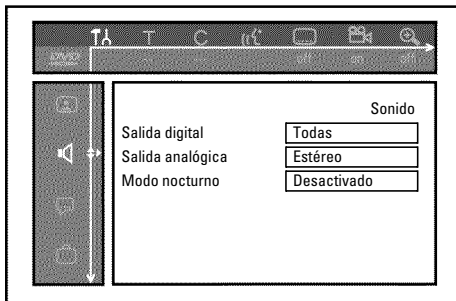 T C
off on off
Sonido
Salida digital Todas
Salida analógica Estéreo
Modo nocturno Desactivado